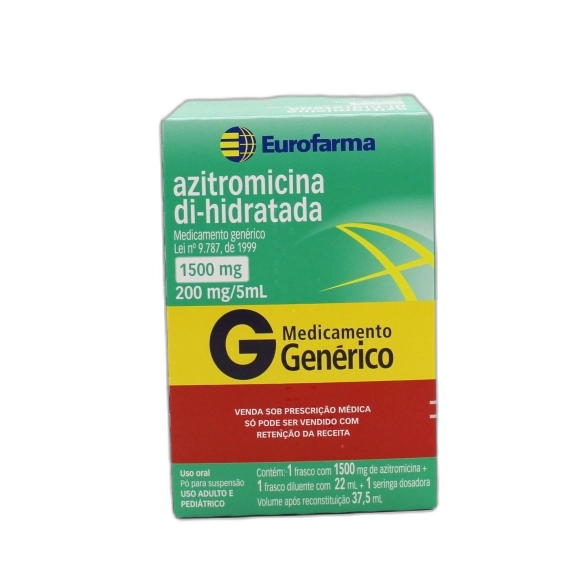 Eurofarma
azitromicina
di-hidratada
Medicamento genérico
Lei nº 9.787, de 1999
1500 mg
200 mg/5mL
G Medicamento
Genérico
VENDA SOB PRESCRIÇÃO MÉDICA
SÓ PODE SER VENDIDO COM
RETENÇÃO DA RECEITA
Uso oral
Pó para suspensão
USO ADULTO E
PEDIÁTRICO
Contém: 1 frasco com 1500 mg de azitromicina +
1 frasco diluente com 22 mL + 1 seringa dosadora
Volume após reconstituição 37,5 mL